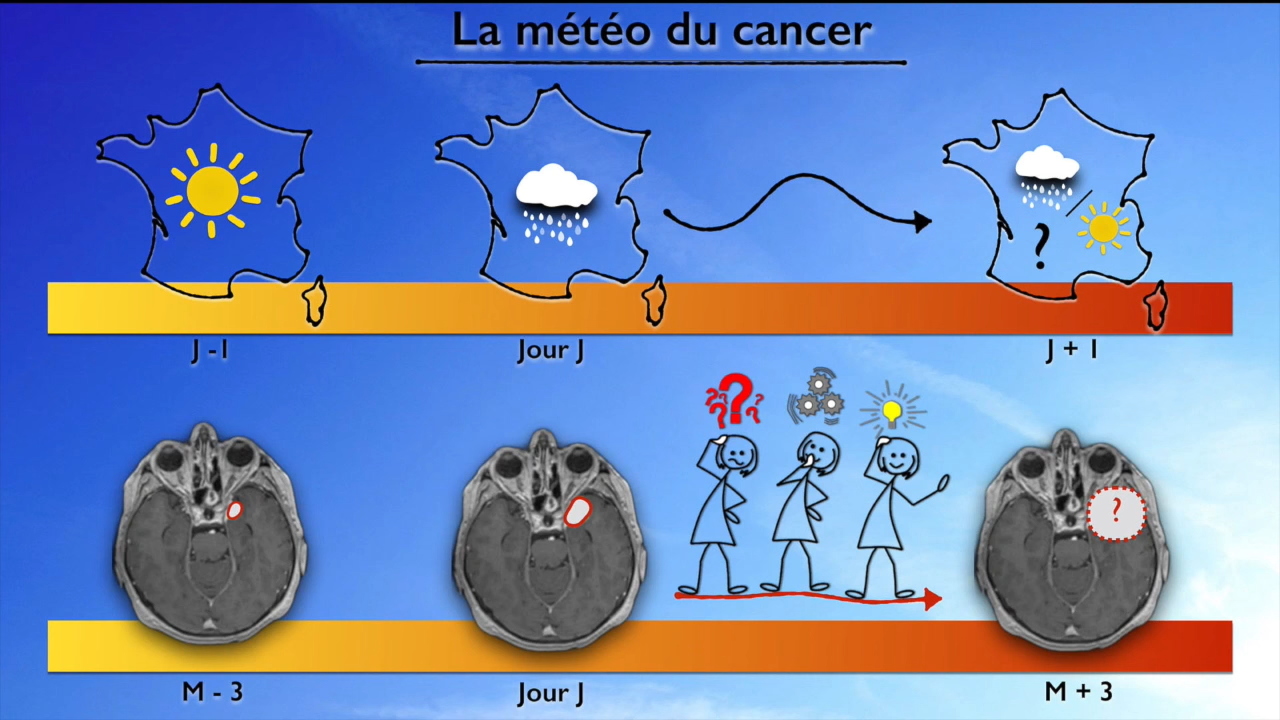 La météo du cancer
?
J -1
Jour J
J + 1
? ? ? ?
?
M - 3
Jour J
M + 3